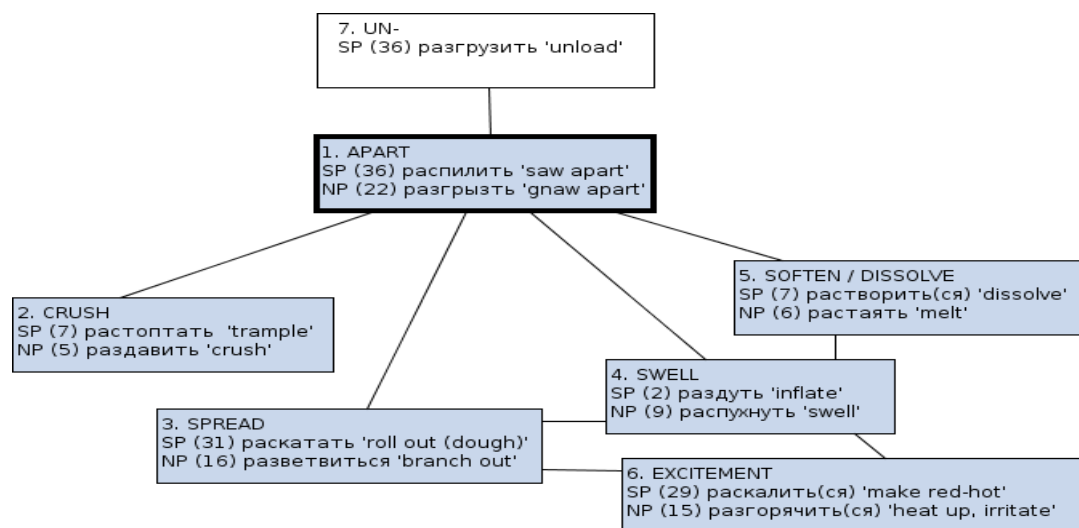 7. UN-
SP (36) разгрузить 'unload'
1. APART
SP (36) распилить 'saw apart'
NP (22) разгрызть 'gnaw apart'
5. SOFTEN / DISSOLVE
SP (7) растворить(ся) 'dissolve'
NP (6) растаять 'melt'
2. CRUSH
SP (7) растоптать 'trample'
NP (5) раздавить 'crush'
4. SWELL
SP (2) раздуть 'inflate'
NP (9) распухнуть 'swell'
3. SPREAD
SP (31) раскатать 'roll out (dough)'
NP (16) разветвиться 'branch out'
6. EXCITEMENT
SP (29) раскалить(ся) 'make red-hot'
NP (15) разгорячить(ся) 'heat up, irritate'